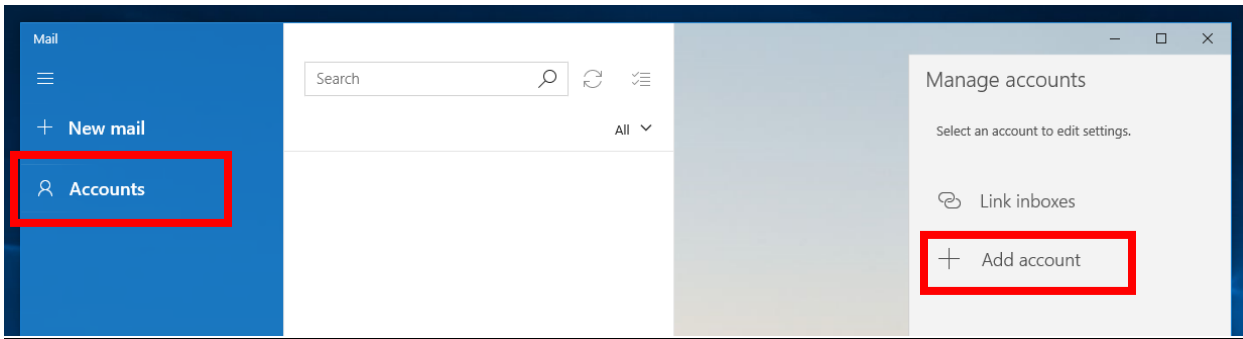 Mail
New mail
Accounts
Search
All
Manage accounts
Select an account to edit settings.
Link inboxes
Add account